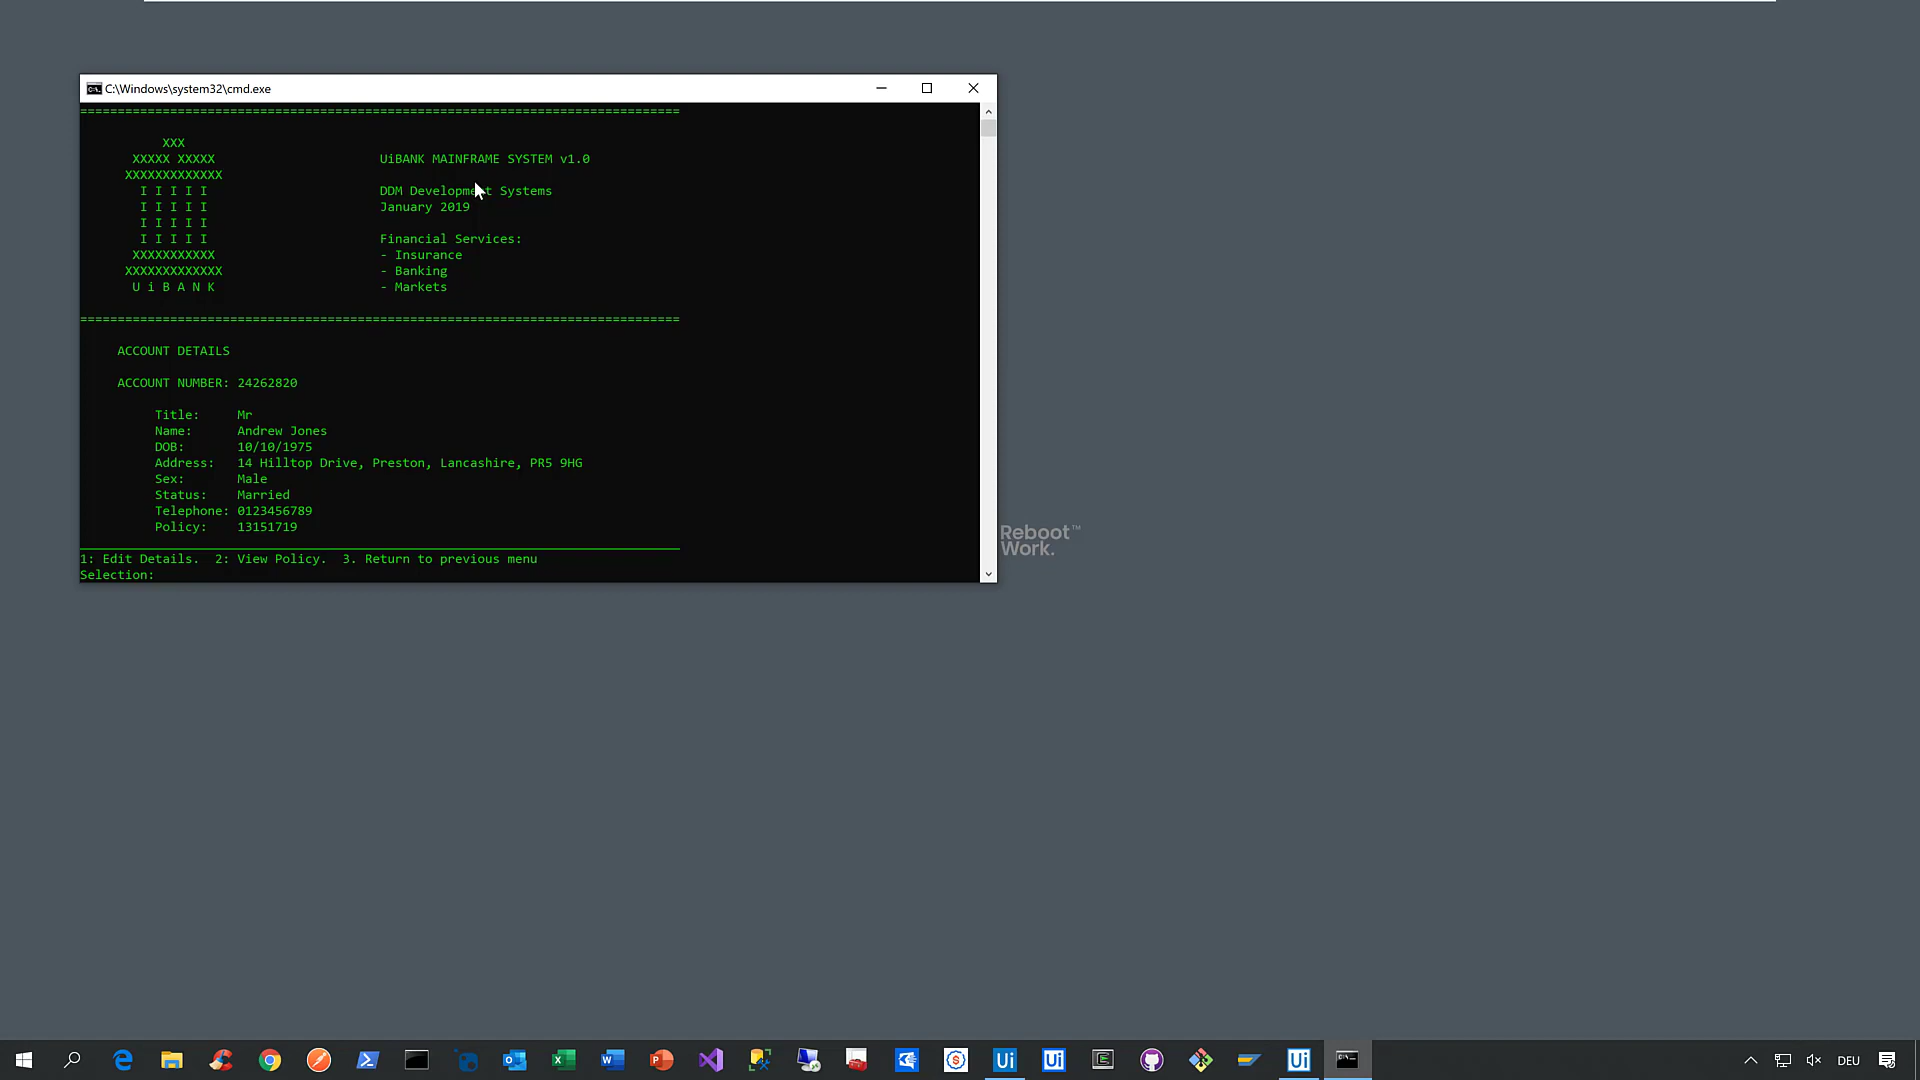 C:\Windows\system32\cmd.exe
================================================================================
XXX
XXXXX XXXXX
UiBANK MAINFRAME SYSTEM v1.0
XXXXXXXXXXXXX
I I I I I
DDM Development Systems
I I I I I
January 2019
I I I I I
I I I I I
Financial Services:
XXXXXXXXXXX
- Insurance
XXXXXXXXXXXXX
- Banking
U i B A N K
- Markets
================================================================================
ACCOUNT DETAILS
ACCOUNT NUMBER: 24262820
Title: Mr
Name: Andrew Jones
DOB: 10/10/1975
Address: 14 Hilltop Drive, Preston, Lancashire, PR5 9HG
Sex: Male
Status: Married
Telephone: 0123456789
Policy: 13151719
1: Edit Details. 2: View Policy. 3. Return to previous menu
Selection:
Reboot™
Work.
DEU